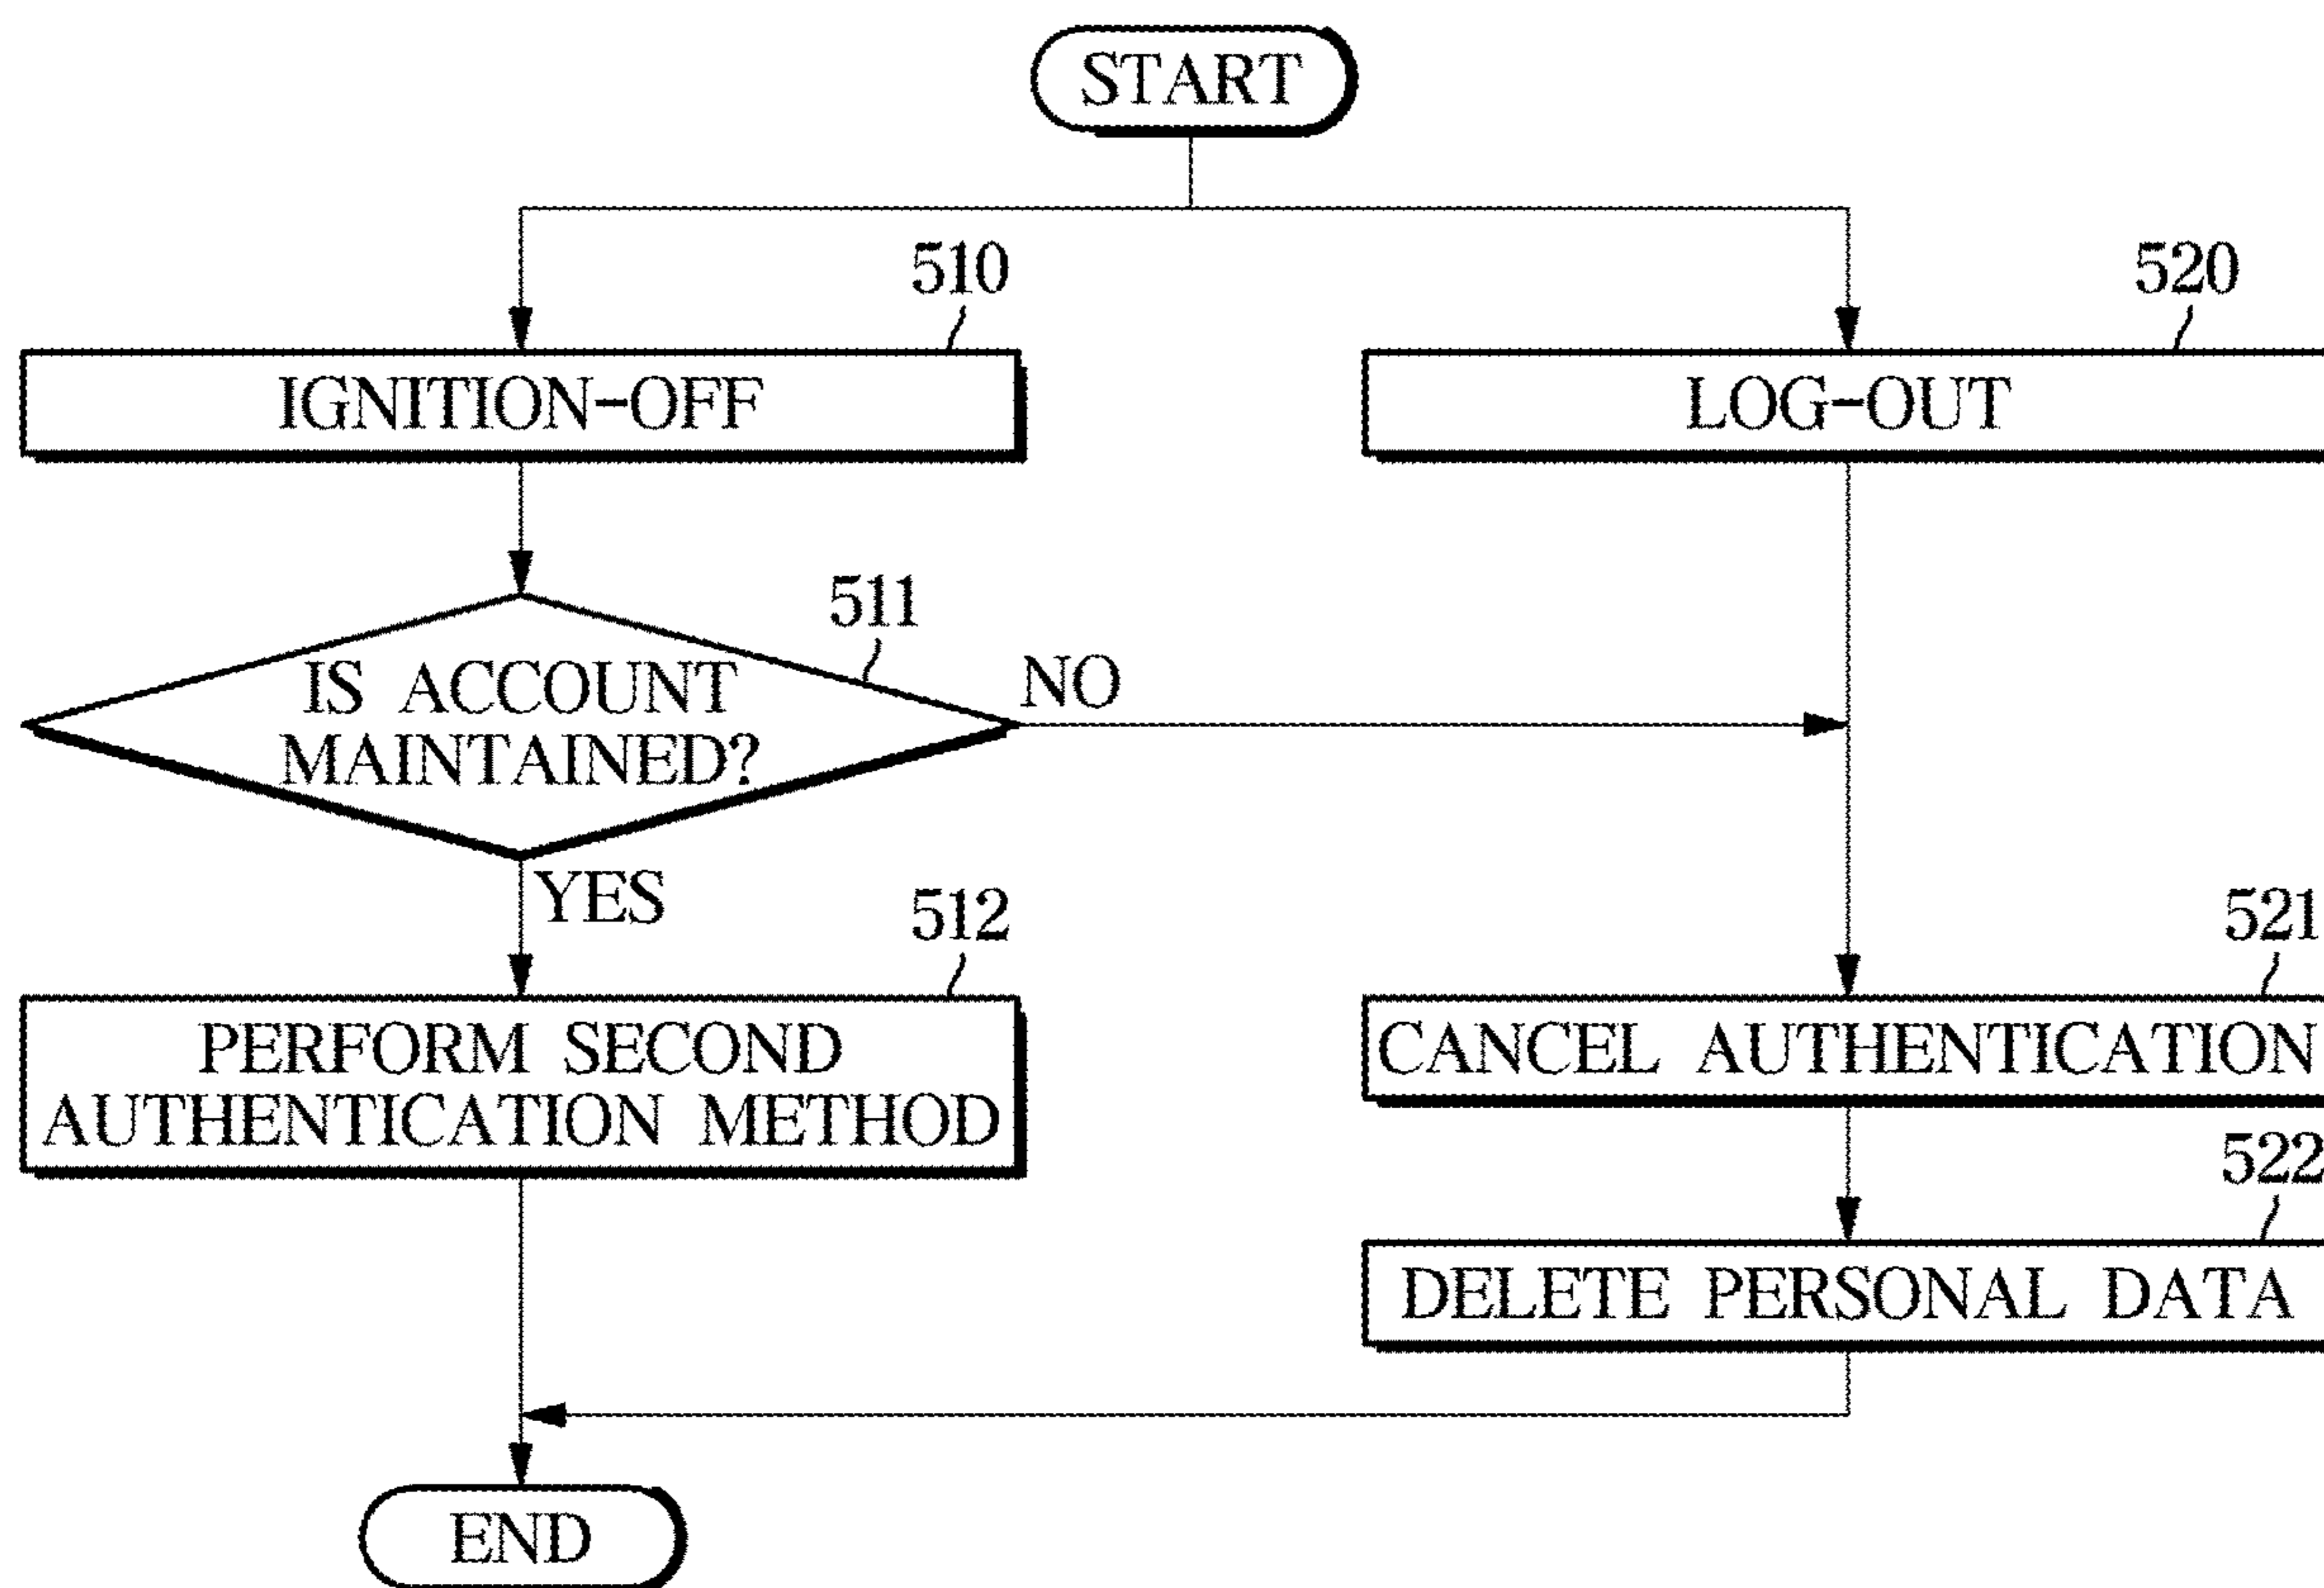 START
510
520
IGNITION-OFF
LOG-OUT
511
IS ACCOUNT
MAINTAINED?
NO
YES
512
521
PERFORM SECOND
AUTHENTICATION METHOD
CANCEL AUTHENTICATION
522
DELETE PERSONAL DATA
END